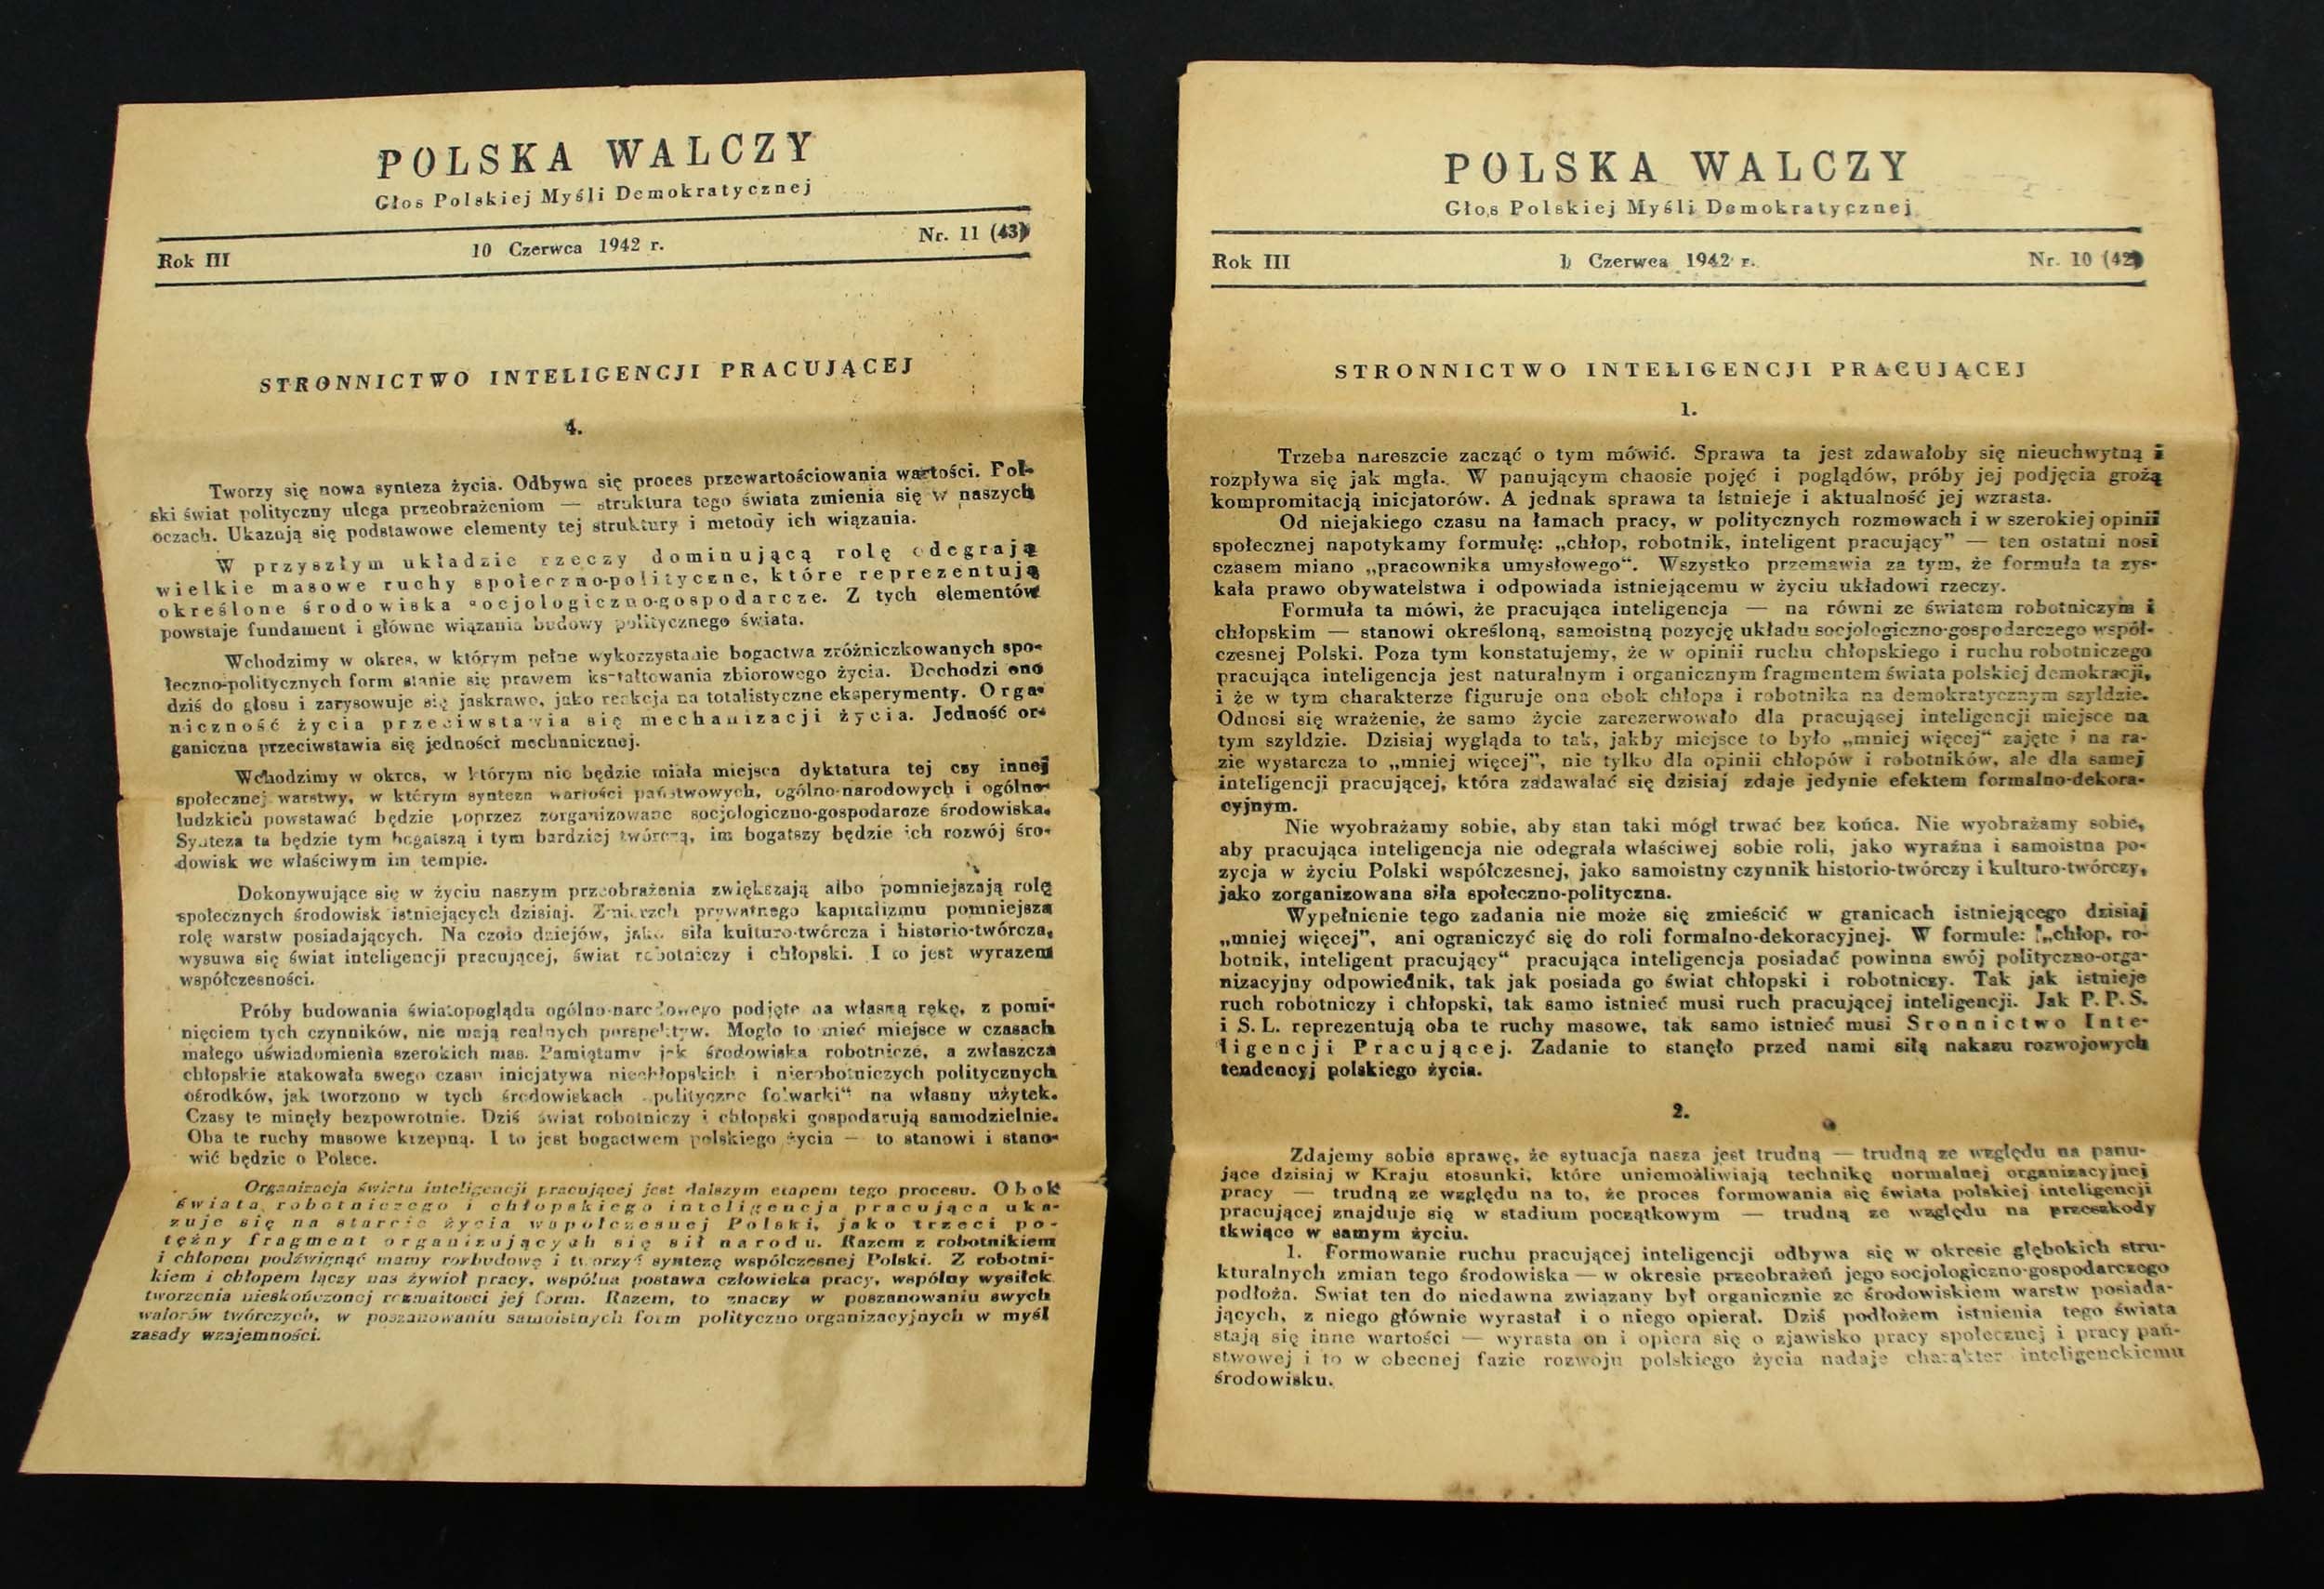 POLSKA WALCZY
Głos Polskiej Myśli Demokratycznej
Rok III 10 Czerwca 1942 r. Nr. 11 (43)
STRONNICTWO INTELIGENCJI PRACUJĄCEJ
4.
Tworzy się nowa synteza życia. Odbywa się proces przewartościowania wartości. Pol-
ski świat polityczny ulega przeobrażeniom — struktura tego świata zmienia się w naszych
oczach. Ukazują się podstawowe elementy tej struktury i metody ich wiązania.
W przyszłym układzie rzeczy dominującą rolę odegrają
wielkie masowe ruchy społeczno-polityczne, które reprezentują
określone środowiska socjologiczno-gospodarcze. Z tych elementów
powstaje fundament i główne wiązania budowy politycznego świata.
Wchodzimy w okres, w którym pełne wykorzystanie bogactwa zróżniczkowanych spo-
łeczno-politycznych form stanie się prawem kształtowania zbiorowego życia. Dochodzi ono
dziś do głosu i zarysowuje się jaskrawo, jako reakcja na totalistyczne eksperymenty. Orga-
niczność życia przeciwstawia się mechanizacji życia. Jedność or-
ganiczna przeciwstawia się jedności mechanicznej.
Wchodzimy w okres, w którym nie będzie miała miejsca dyktatura tej czy innej
społecznej warstwy, w którym synteza wartości państwowych, ogólno-narodowych i ogólno-
ludzkich powstawać będzie poprzez zorganizowane socjologiczno-gospodarcze środowiska.
Synteza ta będzie tym bogatszą i tym bardziej twórczą, im bogatszy będzie ich rozwój śro-
dowisk we właściwym im tempie.
Dokonywujące się w życiu naszym przeobrażenia zwiększają albo pomniejszają rolę
społecznych środowisk istniejących dzisiaj. Zmierzch prywatnego kapitalizmu pomniejsza
rolę warstw posiadających. Na czoło dziejów, jako siła kulturo-twórcza i historio-twórcza,
wysuwa się świat inteligencji pracującej, świat robotniczy i chłopski. I to jest wyrazem
współczesności.
Próby budowania światopoglądu ogólno-narodowego podjęte na własną rękę, z pomi-
nięciem tych czynników, nie mają realnych perspektyw. Mogło to mieć miejsce w czasach
małego uświadomienia szerokich mas. Pamiętamy jak środowiska robotnicze, a zwłaszcza
chłopskie atakowała swego czasu inicjatywa niechłopskich i nierobotniczych politycznych
ośrodków, jak tworzono w tych środowiskach „polityczne folwarki“ na własny użytek.
Czasy te minęły bezpowrotnie. Dziś świat robotniczy i chłopski gospodarują samodzielnie.
Oba te ruchy masowe krzepną. I to jest bogactwem polskiego życia — to stanowi i stano-
wić będzie o Polsce.
Organizacja świata inteligencji pracującej jest dalszym etapem tego procesu. Obok
świata robotniczego i chłopskiego inteligencja pracująca uka-
zuje się na starcie życia współczesnej Polski, jako trzeci po-
tężny fragment organizujących się sił narodu. Razem z robotnikiem
i chłopem podźwignąć mamy rozbudowę i tworzyć syntezę współczesnej Polski. Z robotni-
kiem i chłopem łączy nas żywioł pracy, wspólna postawa człowieka pracy, wspólny wysiłek
tworzenia nieskończonej rozmaitości jej form. Razem, to znaczy w poszanowaniu swych
walorów twórczych, w poszanowaniu samoistnych form polityczno organizacyjnych w myśl
zasady wzajemności.
POLSKA WALCZY
Głos Polskiej Myśli Demokratycznej
Rok III 1 Czerwca 1942 r. Nr. 10 (42)
STRONNICTWO INTELIGENCJI PRACUJĄCEJ
1.
Trzeba nareszcie zacząć o tym mówić. Sprawa ta jest zdawałoby się nieuchwytną i
rozpływa się jak mgła. W panującym chaosie pojęć i poglądów, próby jej podjęcia grożą
kompromitacją inicjatorów. A jednak sprawa ta istnieje i aktualność jej wzrasta.
Od niejakiego czasu na łamach pracy, w politycznych rozmowach i w szerokiej opinii
społecznej napotykamy formułę: „chłop, robotnik, inteligent pracujący” — ten ostatni nosi
czasem miano „pracownika umysłowego“. Wszystko przemawia za tym, że formuła ta zys-
kała prawo obywatelstwa i odpowiada istniejącemu w życiu układowi rzeczy.
Formuła ta mówi, że pracująca inteligencja — na równi ze światem robotniczym i
chłopskim — stanowi określoną, samoistną pozycję układu socjologiczno-gospodarczego współ-
czesnej Polski. Poza tym konstatujemy, że w opinii ruchu chłopskiego i ruchu robotniczego
pracująca inteligencja jest naturalnym i organicznym fragmentem świata polskiej demokracji,
i że w tym charakterze figuruje ona obok chłopa i robotnika na demokratycznym szyldzie.
Odnosi się wrażenie, że samo życie zarezerwowało dla pracującej inteligencji miejsce na
tym szyldzie. Dzisiaj wygląda to tak, jakby miejsce to było „mniej więcej“ zajęte i na ra-
zie wystarcza to „mniej więcej”, nie tylko dla opinii chłopów i robotników, ale dla samej
inteligencji pracującej, która zadawalać się dzisiaj zdaje jedynie efektem formalno-dekora-
cyjnym.
Nie wyobrażamy sobie, aby stan taki mógł trwać bez końca. Nie wyobrażamy sobie,
aby pracująca inteligencja nie odegrała właściwej sobie roli, jako wyraźna i samoistna po-
zycja w życiu Polski współczesnej, jako samoistny czynnik historio-twórczy i kulturo-twórczy,
jako zorganizowana siła społeczno-polityczna.
Wypełnienie tego zadania nie może się zmieścić w granicach istniejącego dzisiaj
„mniej więcej”, ani ograniczyć się do roli formalno-dekoracyjnej. W formule: „chłop, ro-
botnik, inteligent pracujący“ pracująca inteligencja posiadać powinna swój polityczno-orga-
nizacyjny odpowiednik, tak jak posiada go świat chłopski i robotniczy. Tak jak istnieje
ruch robotniczy i chłopski, tak samo istnieć musi ruch pracującej inteligencji. Jak P. P. S.
i S. L. reprezentują oba te ruchy masowe, tak samo istnieć musi Sronnictwo Inte-
ligencji Pracującej. Zadanie to stanęło przed nami siłą nakazu rozwojowych
tendencyj polskiego życia.
2.
Zdajemy sobie sprawę, że sytuacja nasza jest trudną — trudną ze względu na panu-
jące dzisiaj w Kraju stosunki, które uniemożliwiają technikę normalnej organizacyjnej
pracy — trudną ze względu na to, że proces formowania się świata polskiej inteligencji
pracującej znajduje się w stadium początkowym — trudną ze względu na przeszkody
tkwiące w samym życiu.
1. Formowanie ruchu pracującej inteligencji odbywa się w okresie głębokich stru-
kturalnych zmian tego środowiska — w okresie przeobrażeń jego socjologiczno-gospodarczego
podłoża. Swiat ten do niedawna związany był organicznie ze środowiskiem warstw posiada-
jących, z niego głównie wyrastał i o niego opierał. Dziś podłożem istnienia tego świata
stają się inne wartości — wyrasta on i opiera się o zjawisko pracy społecznej i pracy pań-
stwowej i to w obecnej fazie rozwoju polskiego życia nadaje charakter inteligenckiemu
środowisku.